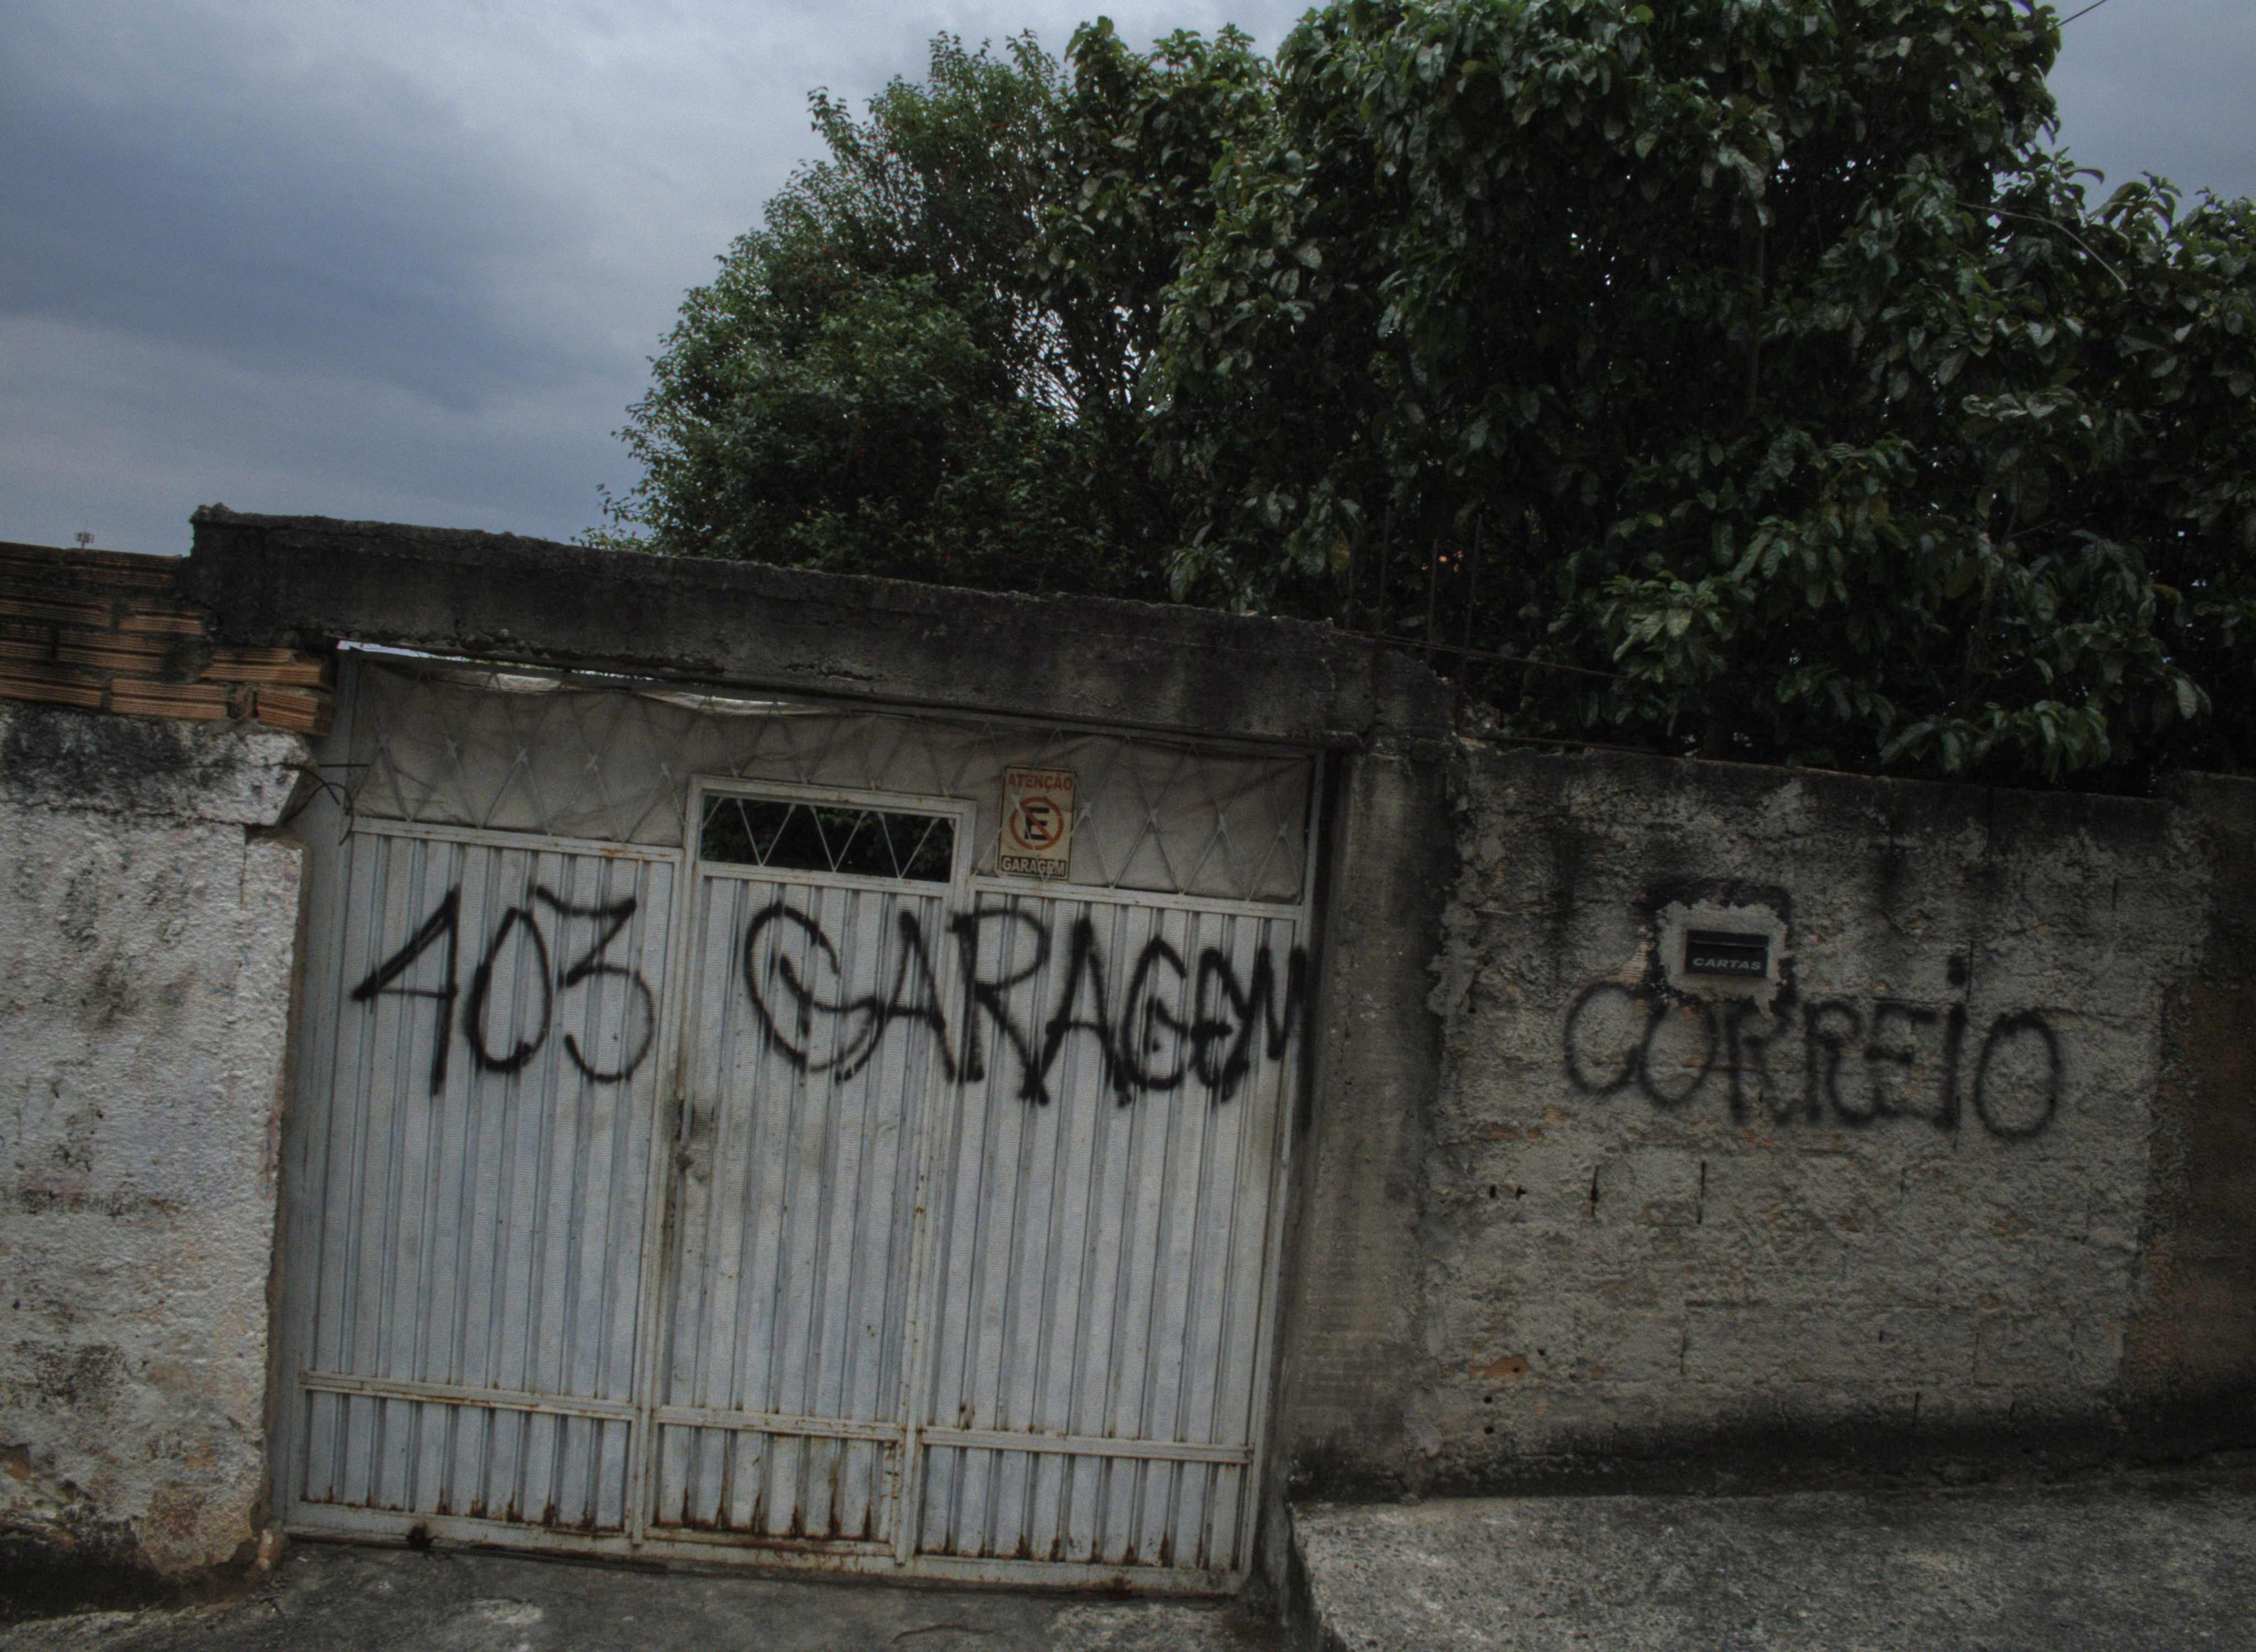 ATENÇÃO
E
GARAGEM
403 GARAGEM
CARTAS
CORREIO